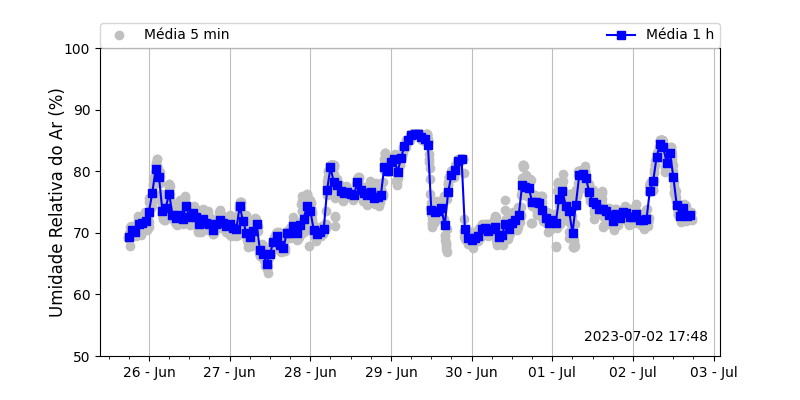 Média 5 min
Média 1 h
Umidade Relativa do Ar (%)
100
90
80
70
60
50
2023-07-02 17:48
26 - Jun
27 - Jun
28 - Jun
29 - Jun
30 - Jun
01 - Jul
02 - Jul
03 - Jul